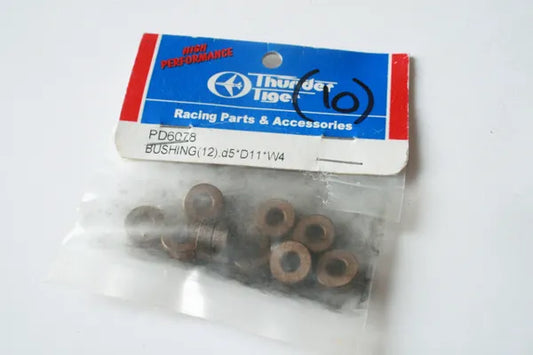 HIGH
PERFORMANCE
Thunder
Tiger
(10)
Racing Parts & Accessories
PD6078
BUSHING(12).d5*D11*W4